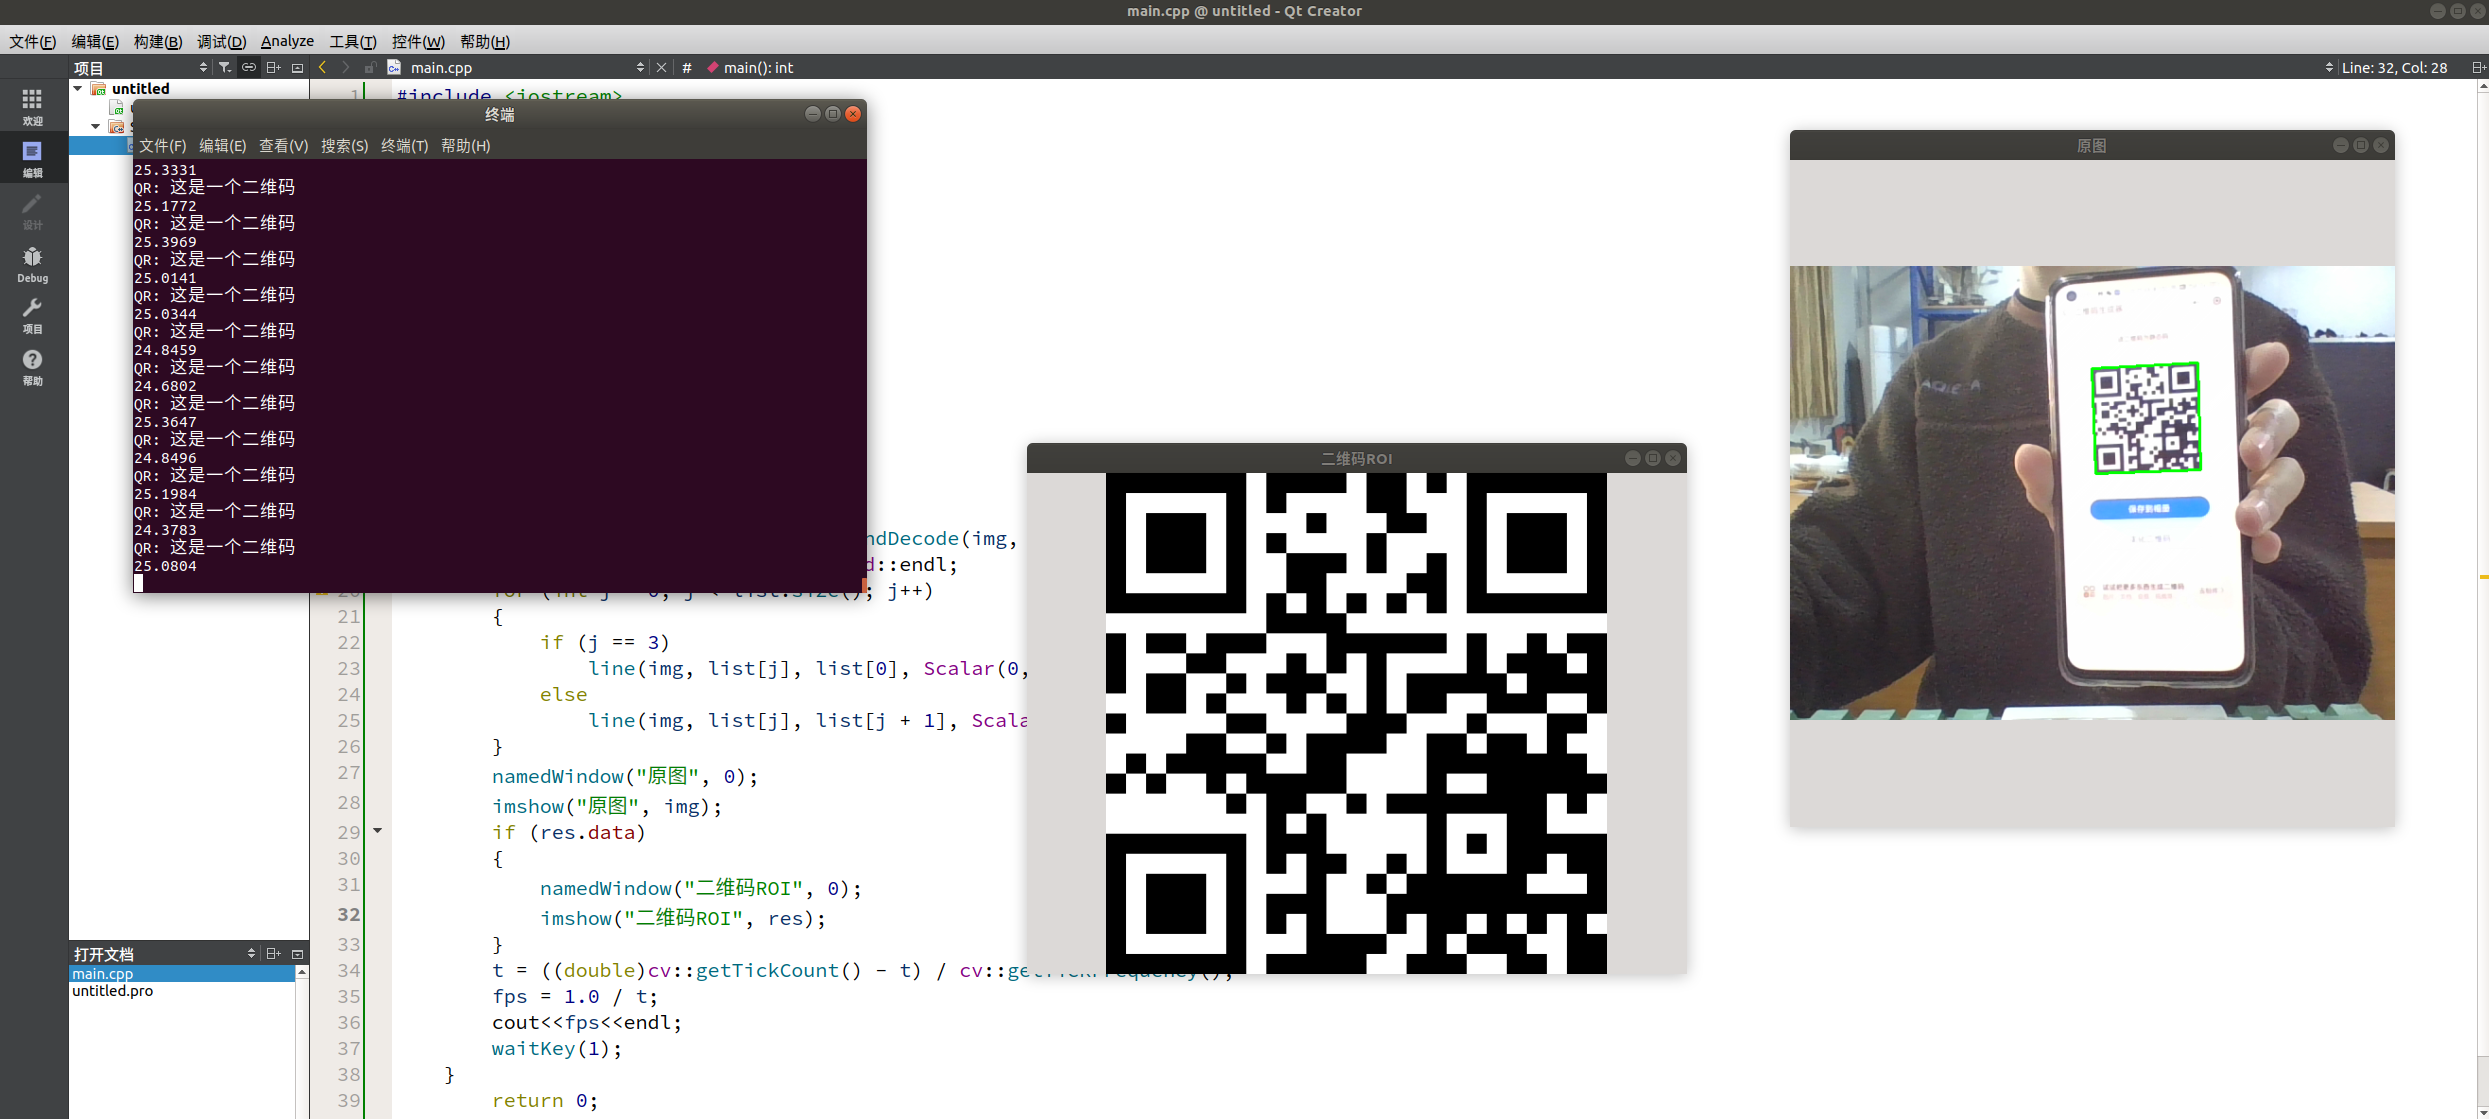 main.cpp @ untitled - Qt Creator
文件(F) 编辑(E) 构建(B) 调试(D) Analyze 工具(T) 控件(W) 帮助(H)
项目
main.cpp
# main(): int
Line: 32, Col: 28
欢迎
编辑
设计
Debug
项目
帮助
untitled
1 #include <iostream>
终端
文件(F) 编辑(E) 查看(V) 搜索(S) 终端(T) 帮助(H)
25.3331
QR: 这是一个二维码
25.1772
QR: 这是一个二维码
25.3969
QR: 这是一个二维码
25.0141
QR: 这是一个二维码
25.0344
QR: 这是一个二维码
24.8459
QR: 这是一个二维码
24.6802
QR: 这是一个二维码
25.3647
QR: 这是一个二维码
24.8496
QR: 这是一个二维码
25.1984
QR: 这是一个二维码
24.3783
QR: 这是一个二维码
25.0804
ndDecode(img,
d::endl;
j++)
21 {
22 if (j == 3)
23 line(img, list[j], list[0], Scalar(0,
24 else
25 line(img, list[j], list[j + 1], Scala
26 }
27 namedWindow("原图", 0);
28 imshow("原图", img);
29 if (res.data)
30 {
31 namedWindow("二维码ROI", 0);
32 imshow("二维码ROI", res);
33 }
34 t = ((double)cv::getTickCount() - t) / cv::getTickFrequency();
35 fps = 1.0 / t;
36 cout<<fps<<endl;
37 waitKey(1);
38 }
39 return 0;
打开文档
main.cpp
untitled.pro
二维码ROI
原图
保存到相册